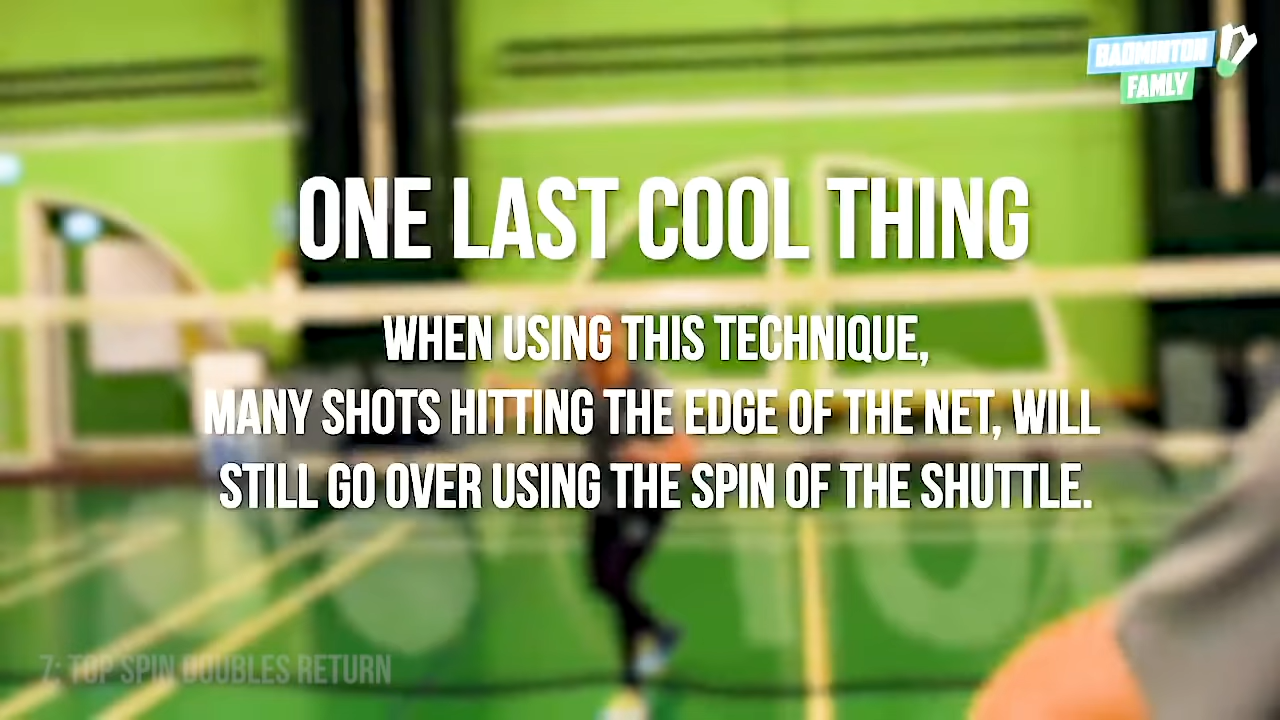 BADMINTON
FAMLY
ONE LAST COOL THING
WHEN USING THIS TECHNIQUE,
MANY SHOTS HITTING THE EDGE OF THE NET, WILL
STILL GO OVER USING THE SPIN OF THE SHUTTLE.
7: TOP SPIN DOUBLES RETURN